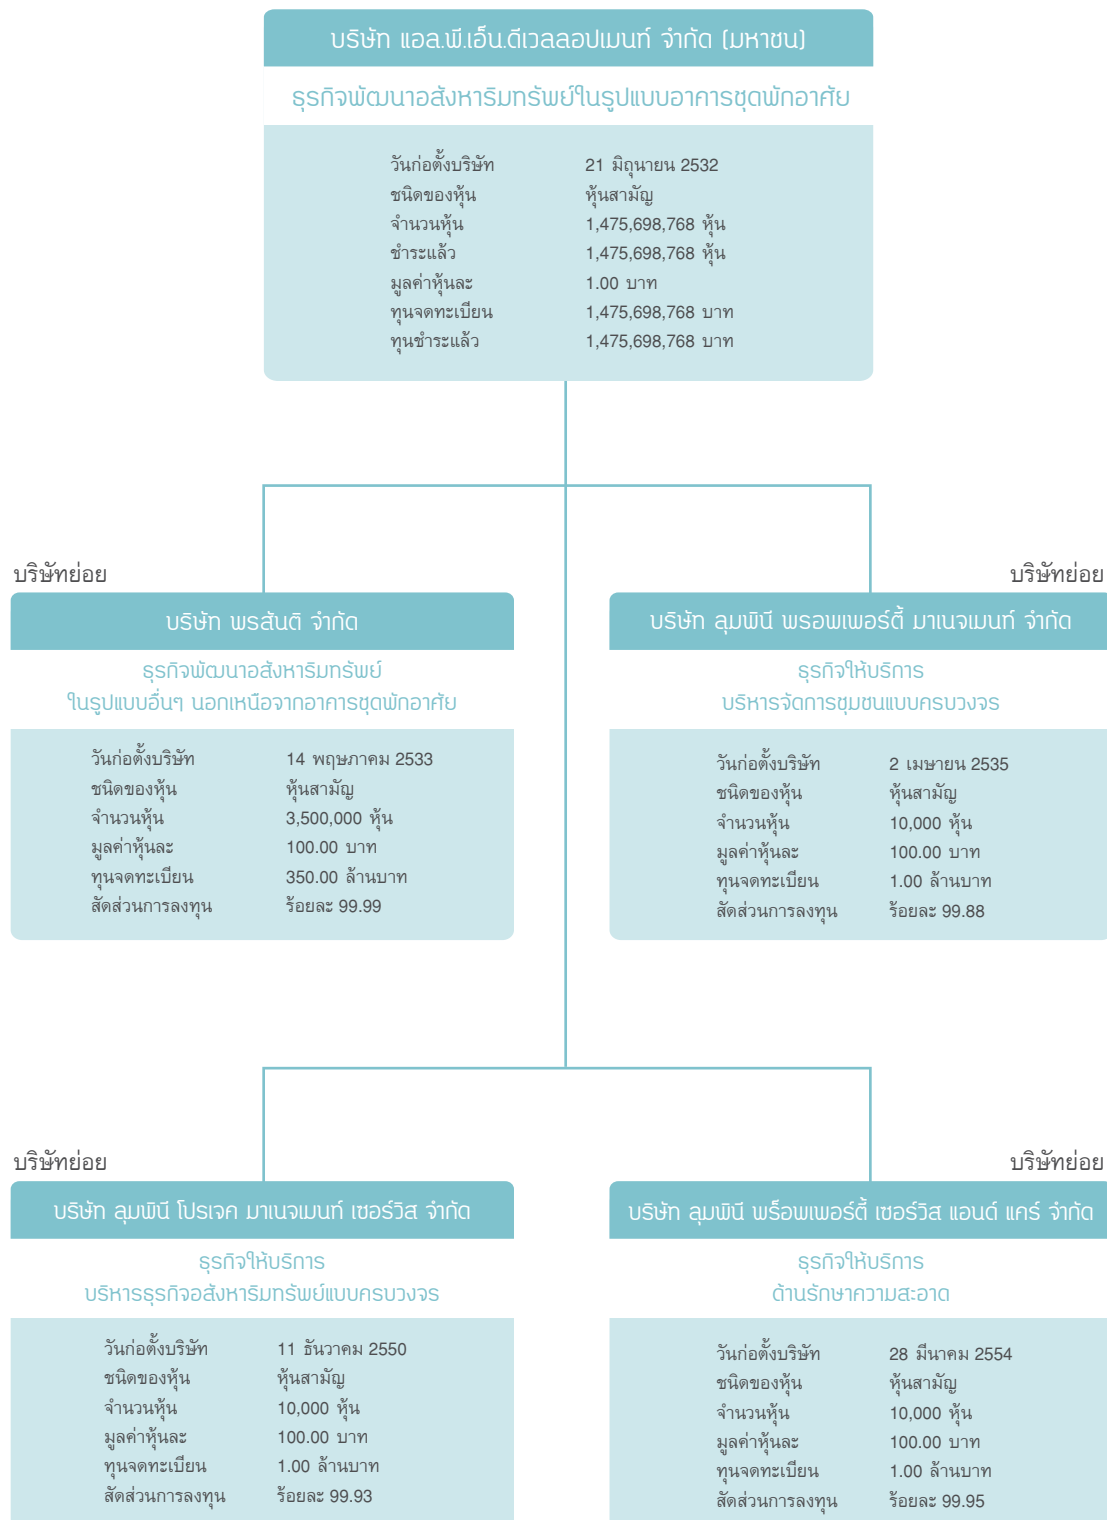 บริษัท แอล.พี.เอ็น.ดีเวลลอปเมนท์ จำกัด (มหาชน)
ธุรกิจพัฒนาอสังหาริมทรัพย์ในรูปแบบอาคารชุดพักอาศัย
วันก่อตั้งบริษัท 21 มิถุนายน 2532
ชนิดของหุ้น หุ้นสามัญ
จำนวนหุ้น 1,475,698,768 หุ้น
ชำระแล้ว 1,475,698,768 หุ้น
มูลค่าหุ้นละ 1.00 บาท
ทุนจดทะเบียน 1,475,698,768 บาท
ทุนชำระแล้ว 1,475,698,768 บาท
บริษัทย่อย
บริษัท พรสันติ จำกัด
ธุรกิจพัฒนาอสังหาริมทรัพย์
ในรูปแบบอื่นๆ นอกเหนือจากอาคารชุดพักอาศัย
วันก่อตั้งบริษัท 14 พฤษภาคม 2533
ชนิดของหุ้น หุ้นสามัญ
จำนวนหุ้น 3,500,000 หุ้น
มูลค่าหุ้นละ 100.00 บาท
ทุนจดทะเบียน 350.00 ล้านบาท
สัดส่วนการลงทุน ร้อยละ 99.99
บริษัทย่อย
บริษัท ลุมพินี พรอพเพอร์ตี้ มาเนจเมนท์ จำกัด
ธุรกิจให้บริการ
บริหารจัดการชุมชนแบบครบวงจร
วันก่อตั้งบริษัท 2 เมษายน 2535
ชนิดของหุ้น หุ้นสามัญ
จำนวนหุ้น 10,000 หุ้น
มูลค่าหุ้นละ 100.00 บาท
ทุนจดทะเบียน 1.00 ล้านบาท
สัดส่วนการลงทุน ร้อยละ 99.88
บริษัทย่อย
บริษัท ลุมพินี โปรเจค มาเนจเมนท์ เซอร์วิส จำกัด
ธุรกิจให้บริการ
บริหารธุรกิจอสังหาริมทรัพย์แบบครบวงจร
วันก่อตั้งบริษัท 11 ธันวาคม 2550
ชนิดของหุ้น หุ้นสามัญ
จำนวนหุ้น 10,000 หุ้น
มูลค่าหุ้นละ 100.00 บาท
ทุนจดทะเบียน 1.00 ล้านบาท
สัดส่วนการลงทุน ร้อยละ 99.93
บริษัทย่อย
บริษัท ลุมพินี พร็อพเพอร์ตี้ เซอร์วิส แอนด์ แคร์ จำกัด
ธุรกิจให้บริการ
ด้านรักษาความสะอาด
วันก่อตั้งบริษัท 28 มีนาคม 2554
ชนิดของหุ้น หุ้นสามัญ
จำนวนหุ้น 10,000 หุ้น
มูลค่าหุ้นละ 100.00 บาท
ทุนจดทะเบียน 1.00 ล้านบาท
สัดส่วนการลงทุน ร้อยละ 99.95